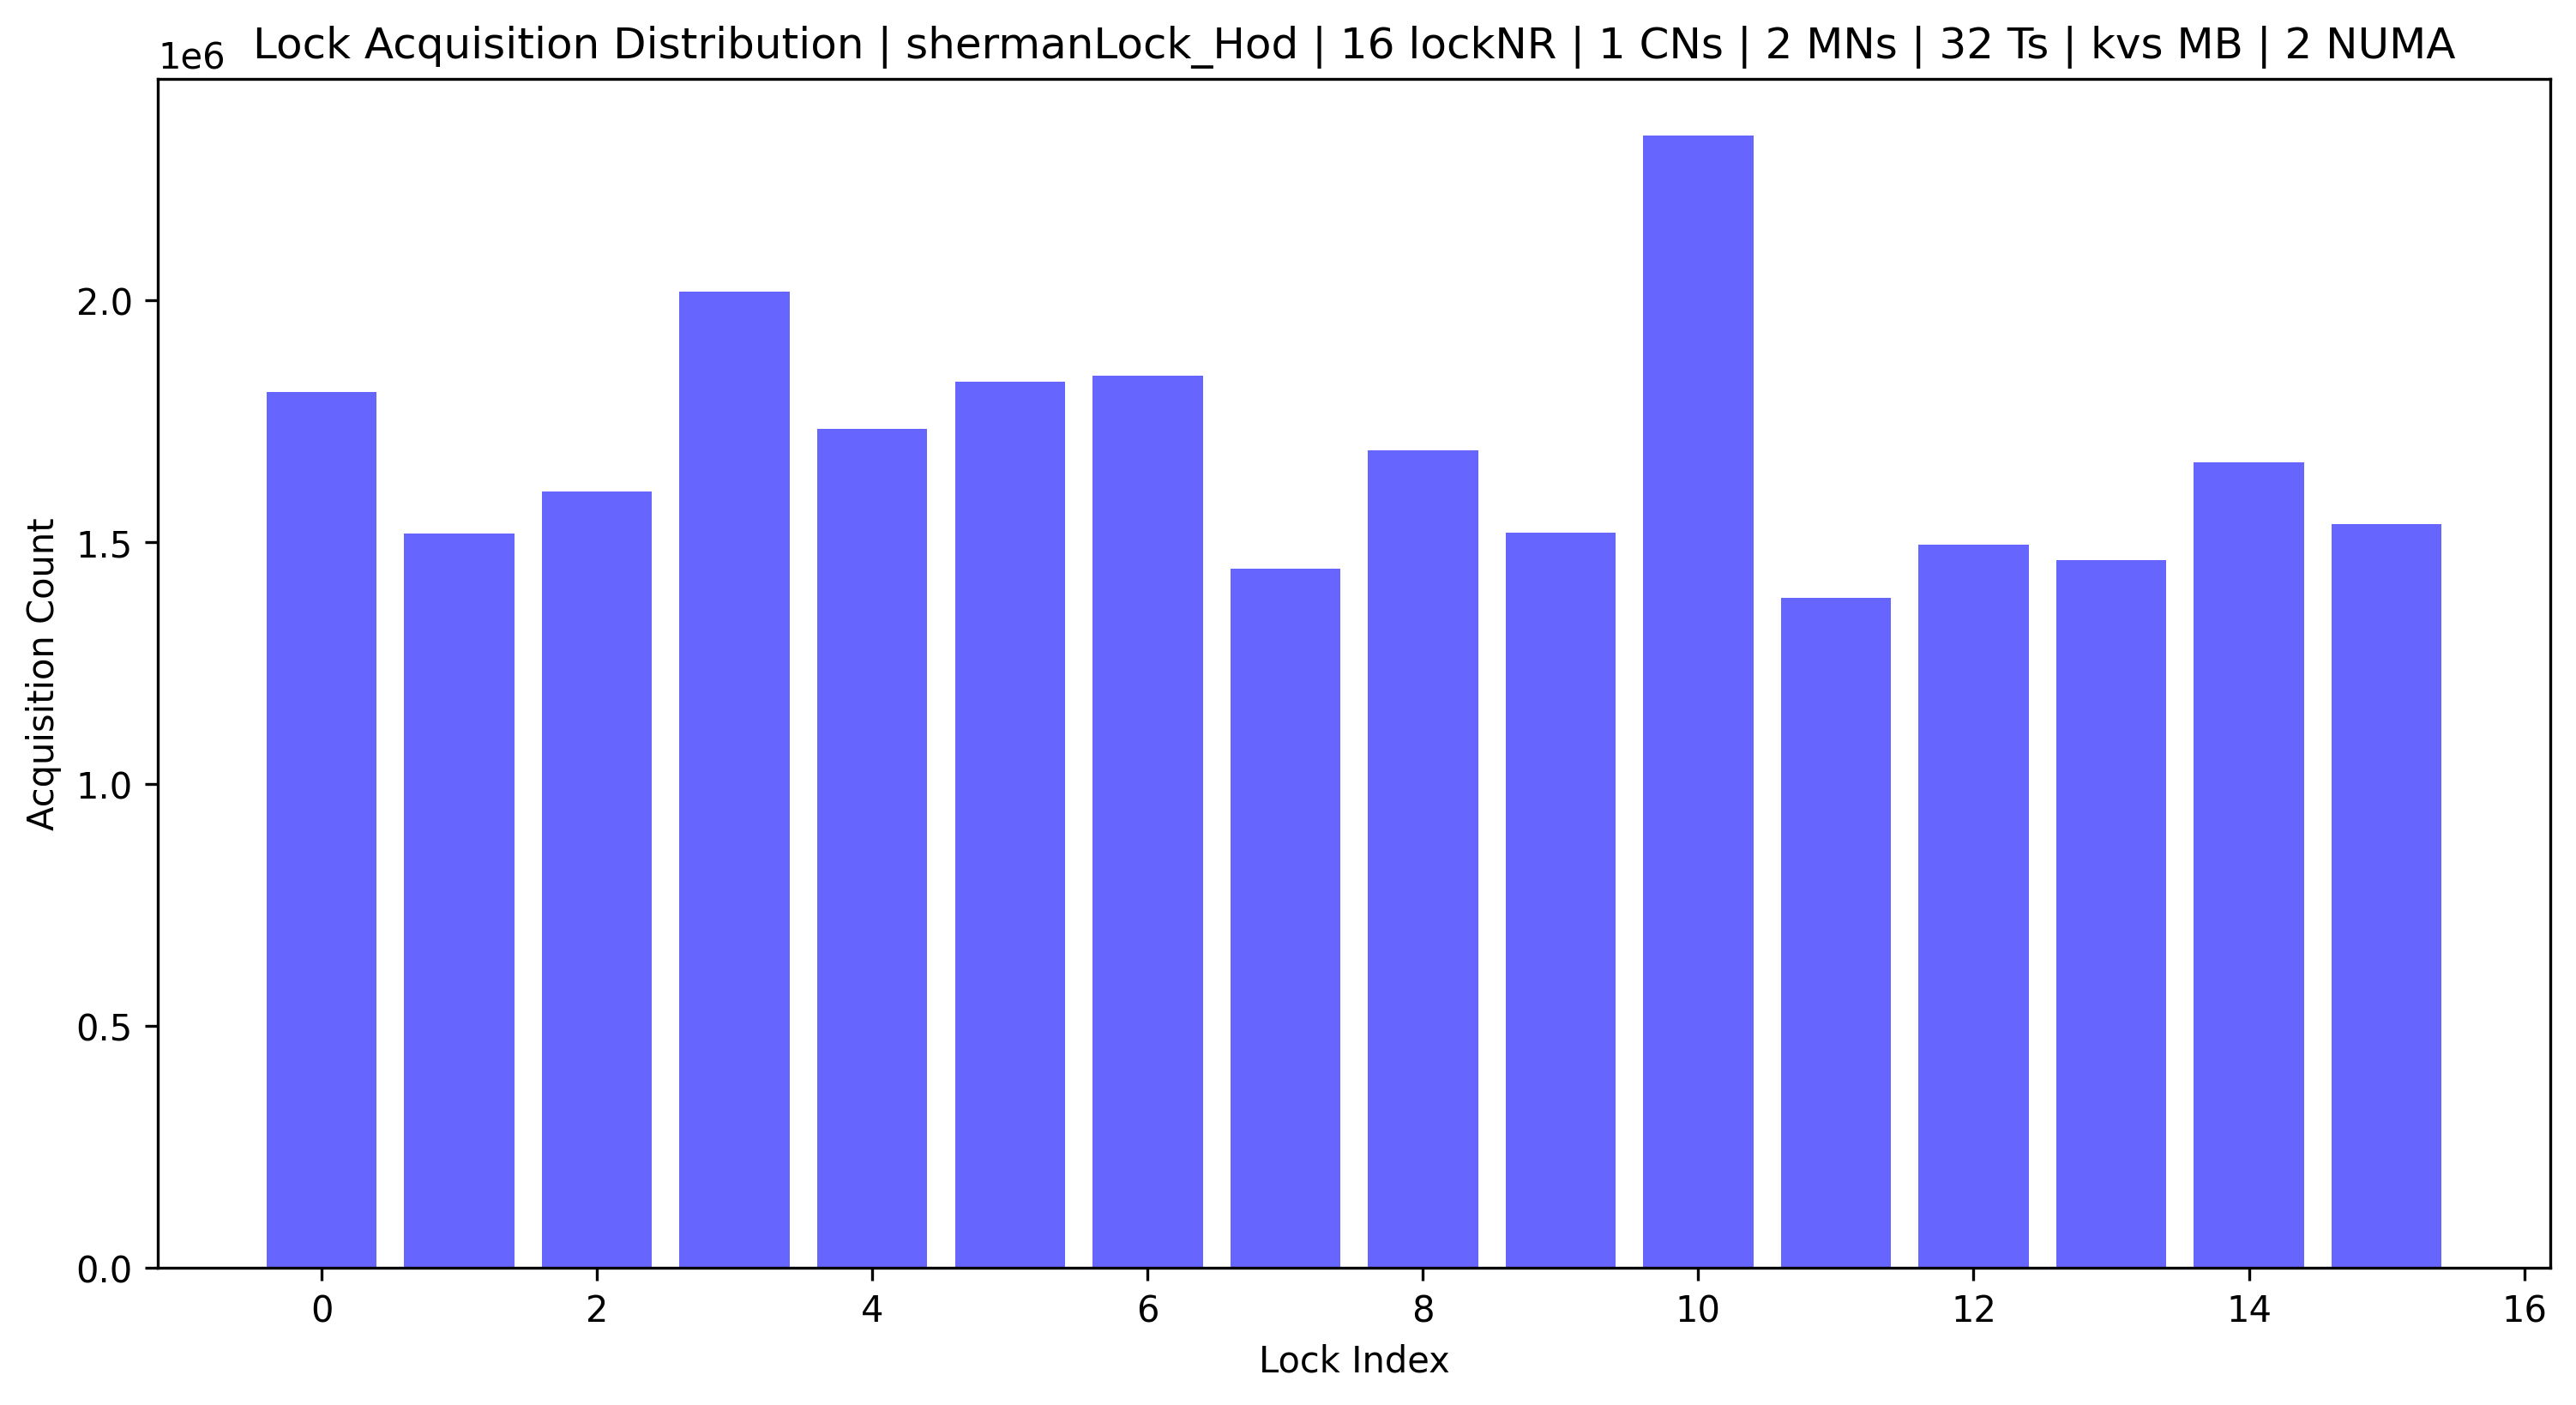 Lock Acquisition Distribution | shermanLock_Hod | 16 lockNR | 1 CNs | 2 MNs | 32 Ts | kvs MB | 2 NUMA
1e6
2.0
1.5
1.0
0.5
0.0
Acquisition Count
0 2 4 6 8 10 12 14 16
Lock Index